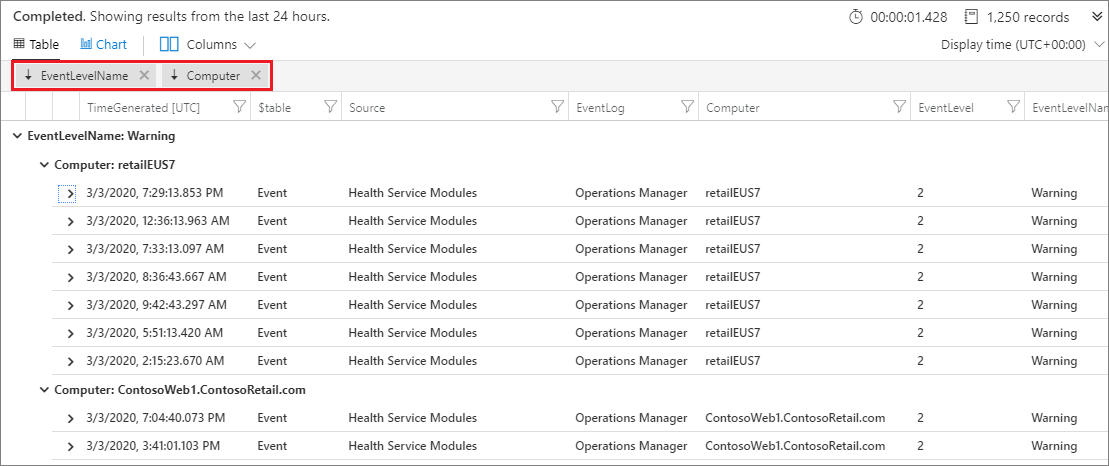 Completed. Showing results from the last 24 hours. 00:00:01.428 1,250 records
Table Chart Columns Display time (UTC+00:00)
EventLevelName Computer
TimeGenerated [UTC] $table Source EventLog Computer EventLevel EventLevelNam
EventLevelName: Warning
Computer: retailEUS7
3/3/2020, 7:29:13.853 PM Event Health Service Modules Operations Manager retailEUS7 2 Warning
3/3/2020, 12:36:13.963 AM Event Health Service Modules Operations Manager retailEUS7 2 Warning
3/3/2020, 7:33:13.097 AM Event Health Service Modules Operations Manager retailEUS7 2 Warning
3/3/2020, 8:36:43.667 AM Event Health Service Modules Operations Manager retailEUS7 2 Warning
3/3/2020, 9:42:43.297 AM Event Health Service Modules Operations Manager retailEUS7 2 Warning
3/3/2020, 5:51:13.420 AM Event Health Service Modules Operations Manager retailEUS7 2 Warning
3/3/2020, 2:15:23.670 AM Event Health Service Modules Operations Manager retailEUS7 2 Warning
Computer: ContosoWeb1.ContosoRetail.com
3/3/2020, 7:04:40.073 PM Event Health Service Modules Operations Manager ContosoWeb1.ContosoRetail.com 2 Warning
3/3/2020, 3:41:01.103 PM Event Health Service Modules Operations Manager ContosoWeb1.ContosoRetail.com 2 Warning